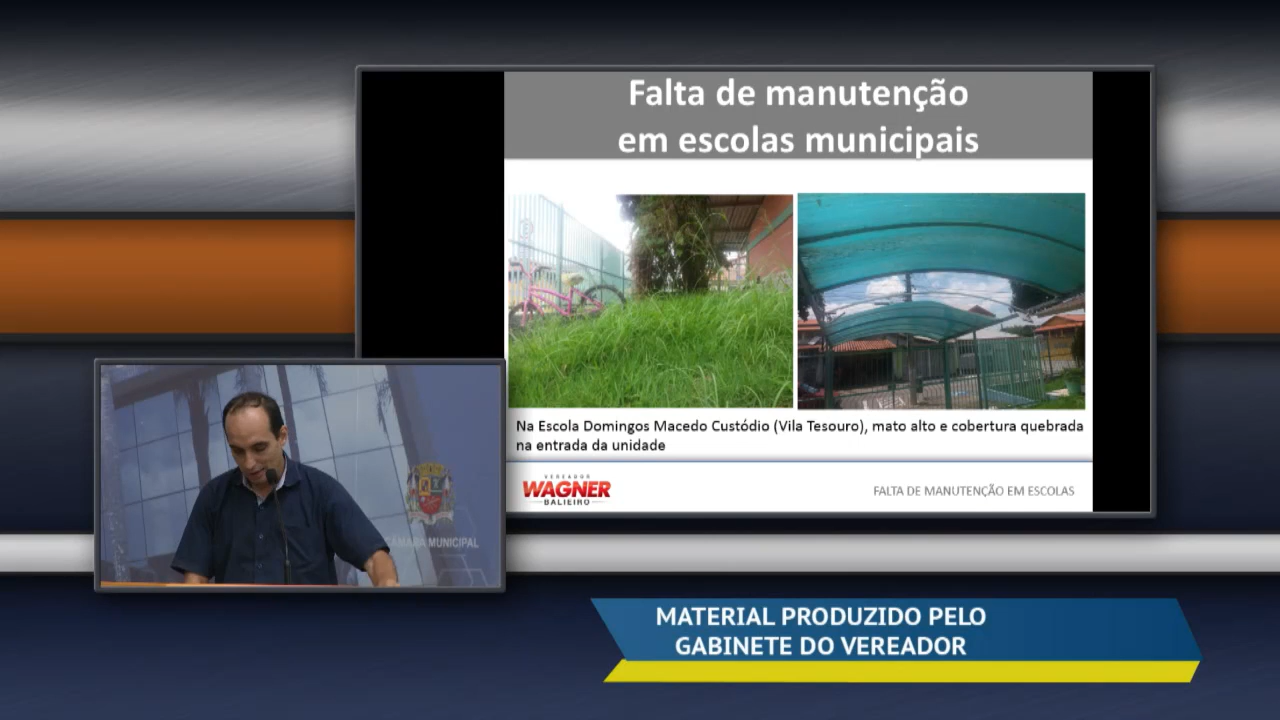 Falta de manutenção
em escolas municipais
Na Escola Domingos Macedo Custódio (Vila Tesouro), mato alto e cobertura quebrada
na entrada da unidade
VEREADOR
WAGNER
BALIEIRO
FALTA DE MANUTENÇÃO EM ESCOLAS
CÂMARA MUNICIPAL
MATERIAL PRODUZIDO PELO
GABINETE DO VEREADOR